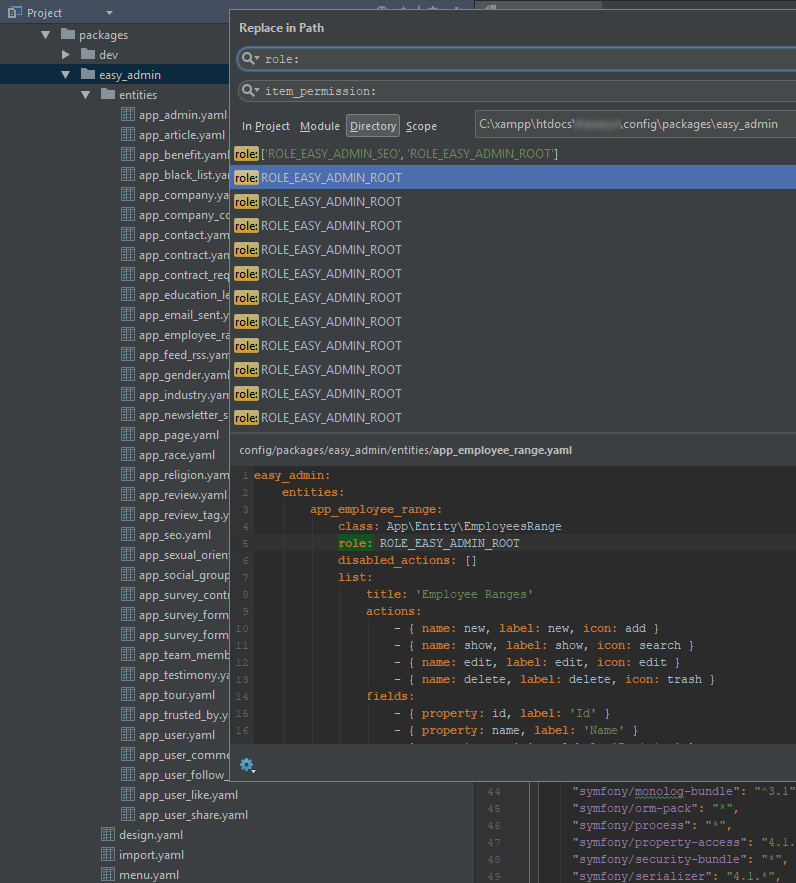 Project
packages
dev
easy_admin
entities
app_admin.yaml
app_article.yaml
app_benefit.yaml
app_black_list.yaml
app_company.ya
app_company_co
app_contact.yam
app_contract.yam
app_contract_req
app_education_le
app_email_sent.y
app_employee_ra
app_feed_rss.yam
app_gender.yaml
app_industry.yam
app_newsletter_s
app_page.yaml
app_race.yaml
app_religion.yaml
app_review.yaml
app_review_tag.y
app_seo.yaml
app_sexual_orien
app_social_group
app_survey_contr
app_survey_form
app_survey_form
app_team_memb
app_testimony.ya
app_tour.yaml
app_trusted_by.y
app_user.yaml
app_user_comme
app_user_follow_
app_user_like.yaml
app_user_share.yaml
design.yaml
import.yaml
menu.yaml
Replace in Path
role:
item_permission:
In Project Module Directory Scope
C:\xampp\htdocs\ .config\packages\easy_admin
role: ['ROLE_EASY_ADMIN_SEO', 'ROLE_EASY_ADMIN_ROOT']
role: ROLE_EASY_ADMIN_ROOT
role: ROLE_EASY_ADMIN_ROOT
role: ROLE_EASY_ADMIN_ROOT
role: ROLE_EASY_ADMIN_ROOT
role: ROLE_EASY_ADMIN_ROOT
role: ROLE_EASY_ADMIN_ROOT
role: ROLE_EASY_ADMIN_ROOT
role: ROLE_EASY_ADMIN_ROOT
role: ROLE_EASY_ADMIN_ROOT
role: ROLE_EASY_ADMIN_ROOT
role: ROLE_EASY_ADMIN_ROOT
config/packages/easy_admin/entities/app_employee_range.yaml
1 easy_admin:
2 entities:
3 app_employee_range:
4 class: App\Entity\EmployeesRange
5 role: ROLE_EASY_ADMIN_ROOT
6 disabled_actions: []
7 list:
8 title: 'Employee Ranges'
9 actions:
10 - { name: new, label: new, icon: add }
11 - { name: show, label: show, icon: search }
12 - { name: edit, label: edit, icon: edit }
13 - { name: delete, label: delete, icon: trash }
14 fields:
15 - { property: id, label: 'Id' }
16 - { property: name, label: 'Name' }
44 "symfony/monolog-bundle": "^3.1"
45 "symfony/orm-pack": "*",
46 "symfony/process": "*",
47 "symfony/property-access": "4.1.
48 "symfony/security-bundle": "*",
49 "symfony/serializer": "4.1.*",